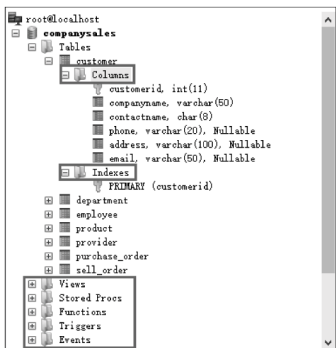 root@localhost
companysales
Tables
customer
Columns
customerid, int(11)
companyname, varchar(50)
contactname, char(8)
phone, varchar(20), Nullable
address, varchar(100), Nullable
email, varchar(50), Nullable
Indexes
PRIMARY (customerid)
department
employee
product
provider
purchase_order
sell_order
Views
Stored Procs
Functions
Triggers
Events